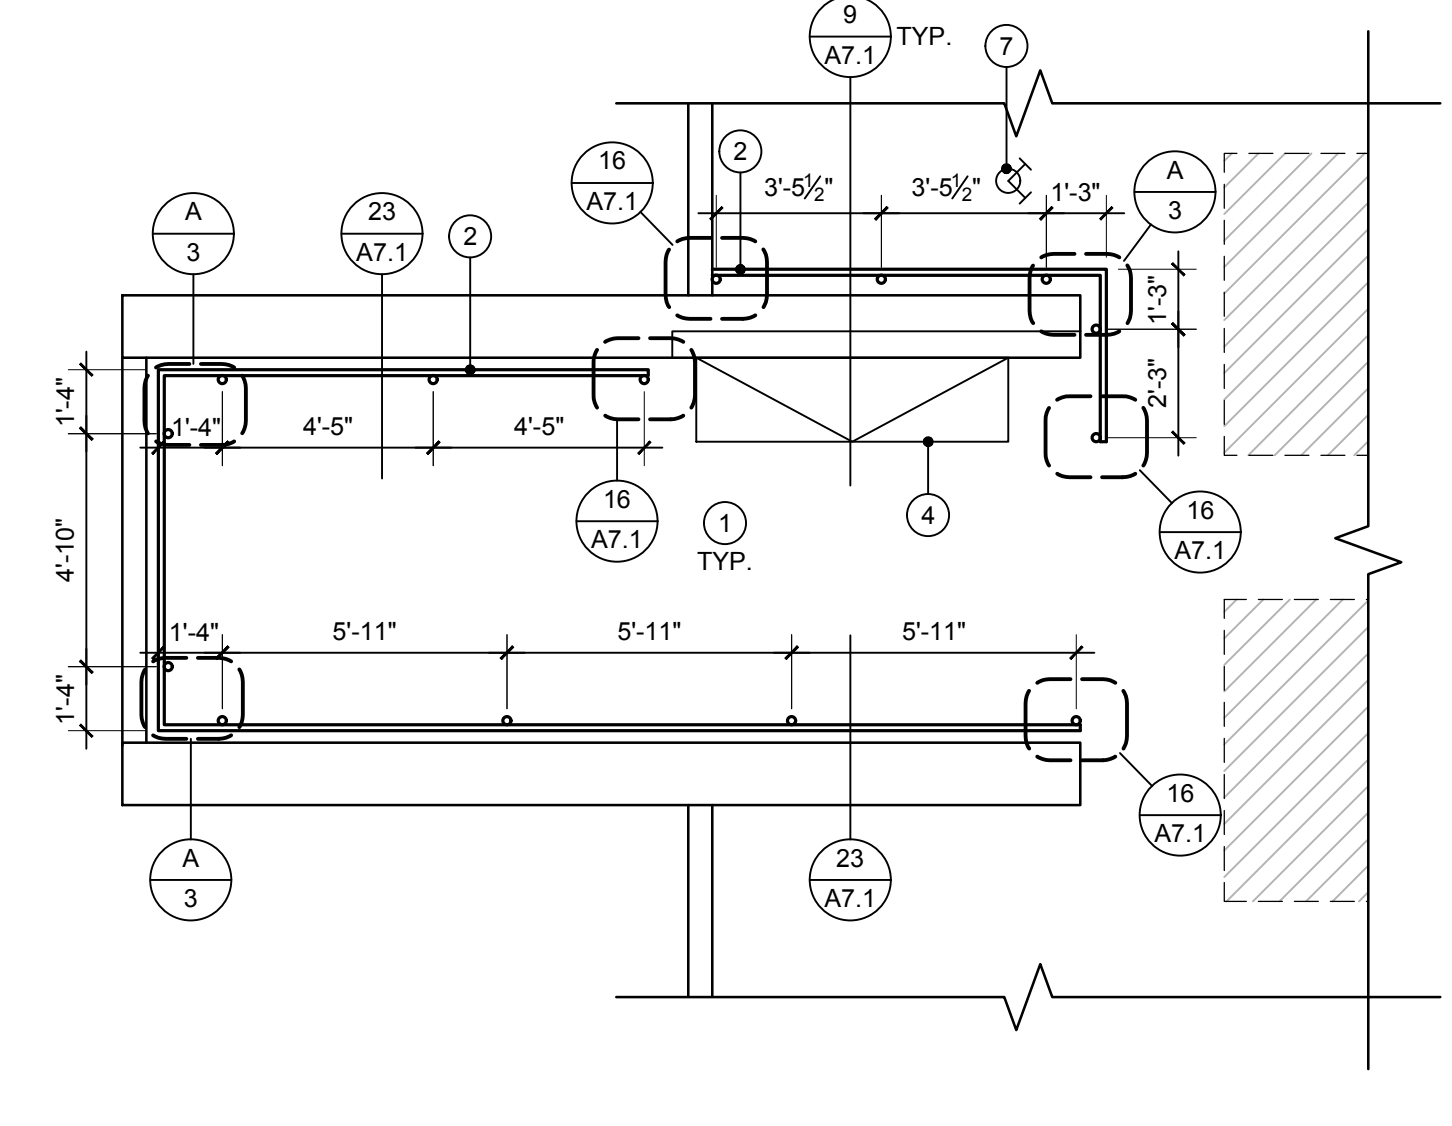 9
A7.1
TYP.
7
16
A7.1
2
3'-5½"
3'-5½"
1'-3"
A
3
A
3
23
A7.1
2
1'-3"
2'-3"
1'-4"
1'-4"
4'-5"
4'-5"
16
A7.1
1
TYP.
4
16
A7.1
4'-10"
1'-4"
5'-11"
5'-11"
5'-11"
1'-4"
16
A7.1
A
3
23
A7.1